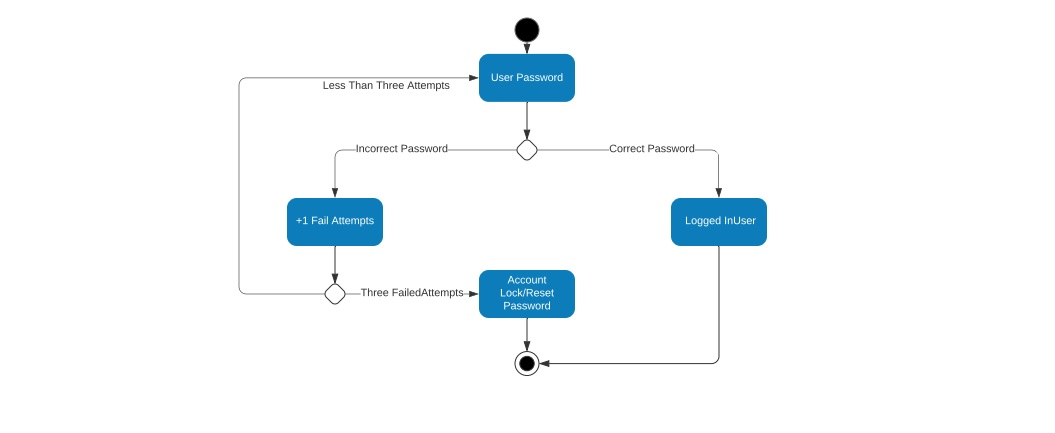 User Password
Less Than Three Attempts
Incorrect Password
Correct Password
+1 Fail Attempts
Logged InUser
Account
Lock/Reset
Password
Three FailedAttempts